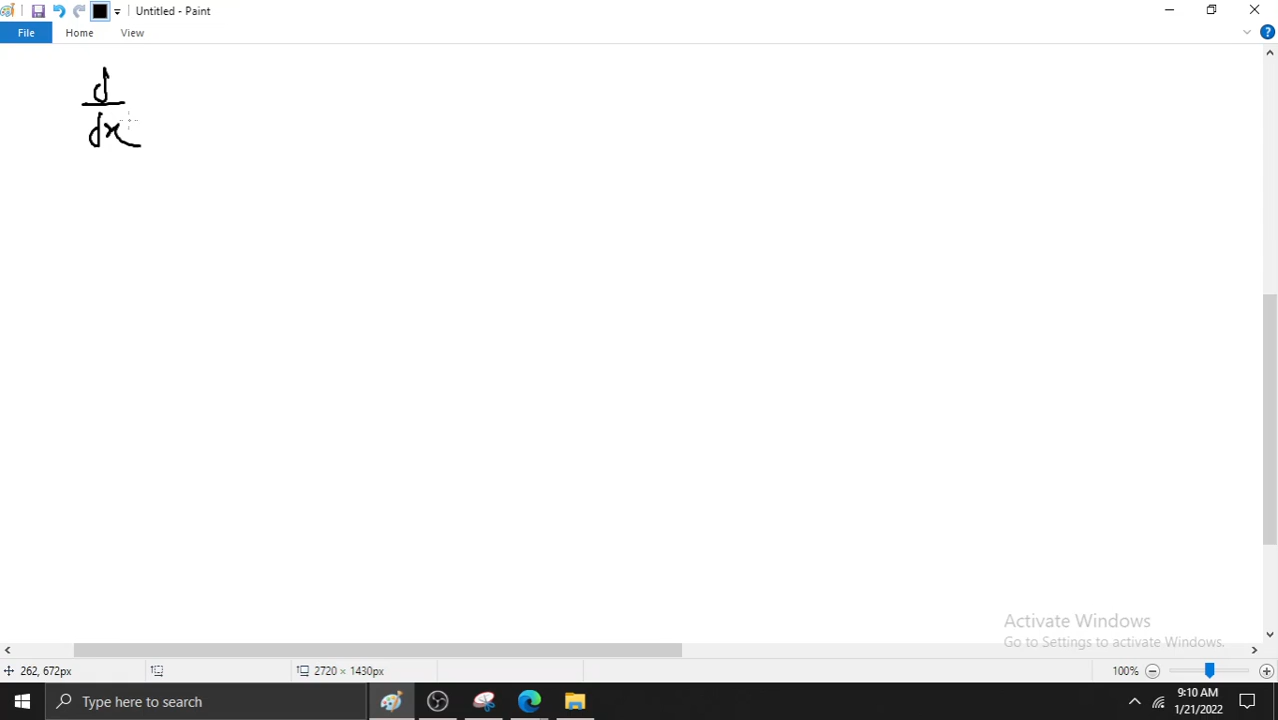 Untitled - Paint
File Home View
d
dx
Activate Windows
Go to Settings to activate Windows.
262, 672px
2720 × 1430px
100%
Type here to search
9:10 AM
1/21/2022